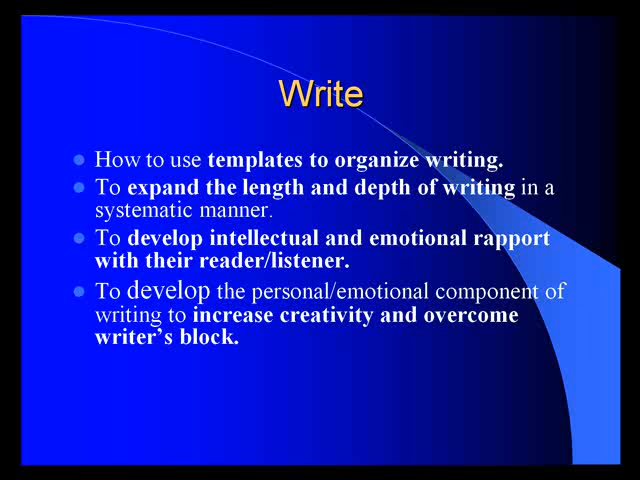 Write
How to use templates to organize writing.
To expand the length and depth of writing in a
systematic manner.
To develop intellectual and emotional rapport
with their reader/listener.
To develop the personal/emotional component of
writing to increase creativity and overcome
writer’s block.